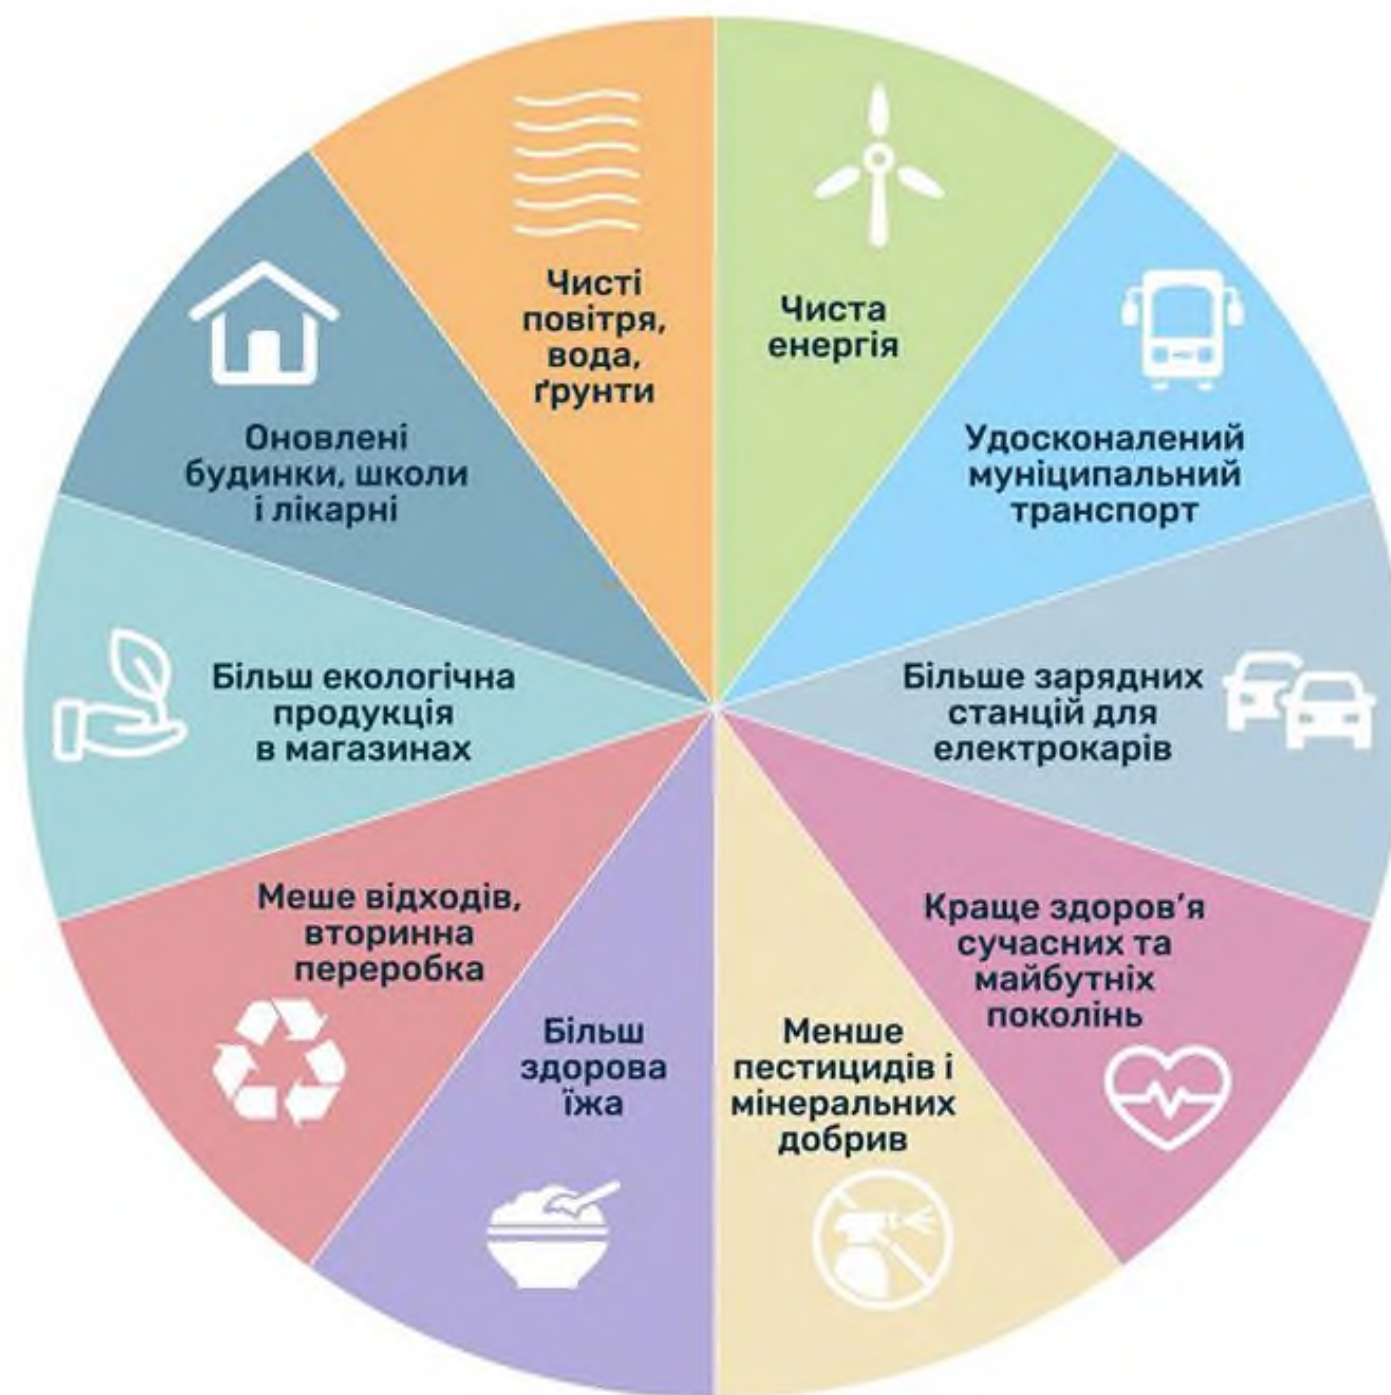 Чиста
енергія
Удосконалений
муніципальний
транспорт
Більше зарядних
станцій для
електрокарів
Краще здоров’я
сучасних та
майбутніх
поколінь
Менше
пестицидів і
мінеральних
добрив
Більш
здорова
їжа
Меше відходів,
вторинна
переробка
Більш екологічна
продукція
в магазинах
Оновлені
будинки, школи
і лікарні
Чисті
повітря,
вода,
ґрунти